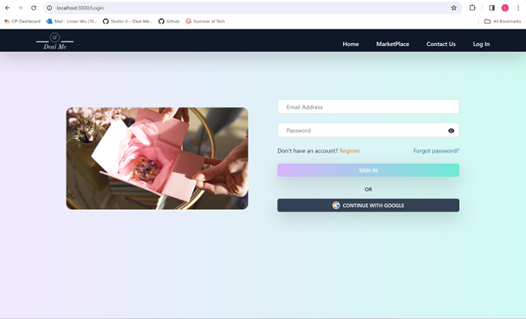 localhost:3000/Login
OP-Dashboard
Mail - Limari Wu (10...
Studio-3 – Deal Me...
Github
Summer of Tech
All Bookmarks
Deal Me
Home
MarketPlace
Contact Us
Log In
Email Address
Password
Don't have an account? Register
Forgot password?
SIGN IN
OR
CONTINUE WITH GOOGLE